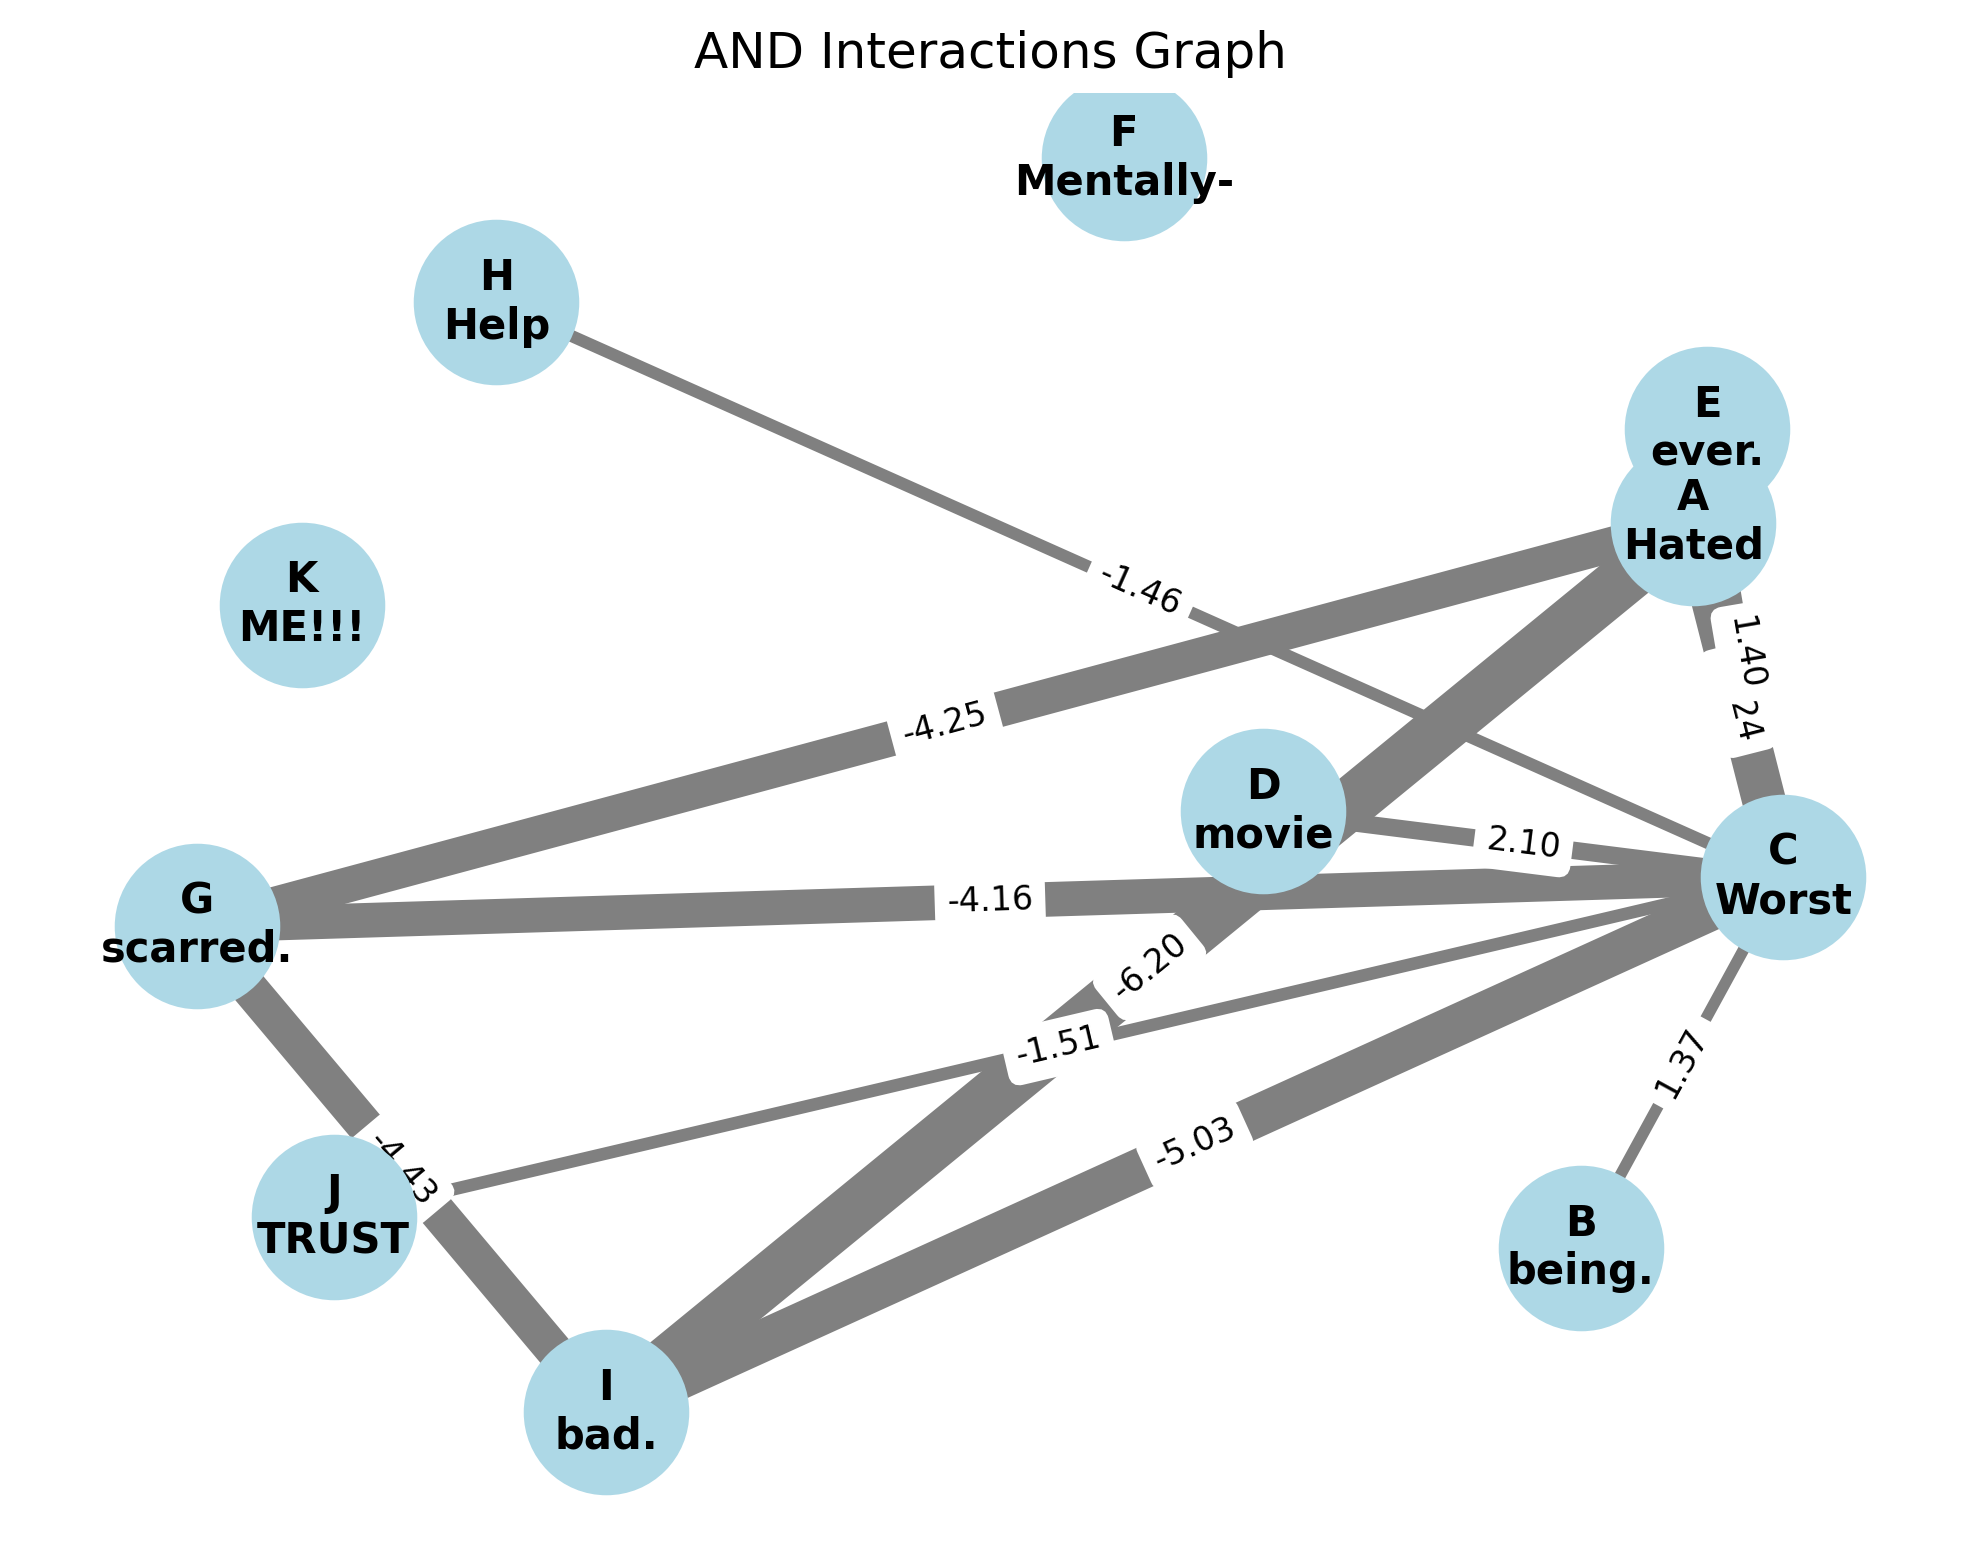 AND Interactions Graph
F
Mentally-
H
Help
E
ever.
A
Hated
K
ME!!!
-1.46
1.40
24
-4.25
D
movie
2.10
C
Worst
G
scarred.
-4.16
-6.20
-1.51
1.37
-5.03
-4.43
J
TRUST
B
being.
I
bad.